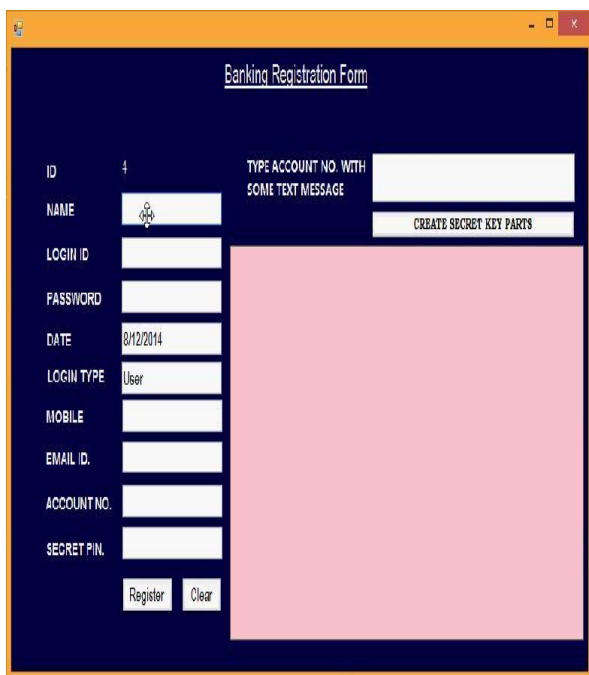 Banking Registration Form
ID 4
NAME
LOGIN ID
PASSWORD
DATE 8/12/2014
LOGIN TYPE User
MOBILE
EMAIL ID.
ACCOUNT NO.
SECRET PIN.
Register Clear
TYPE ACCOUNT NO. WITH
SOME TEXT MESSAGE
CREATE SECRET KEY PARTS